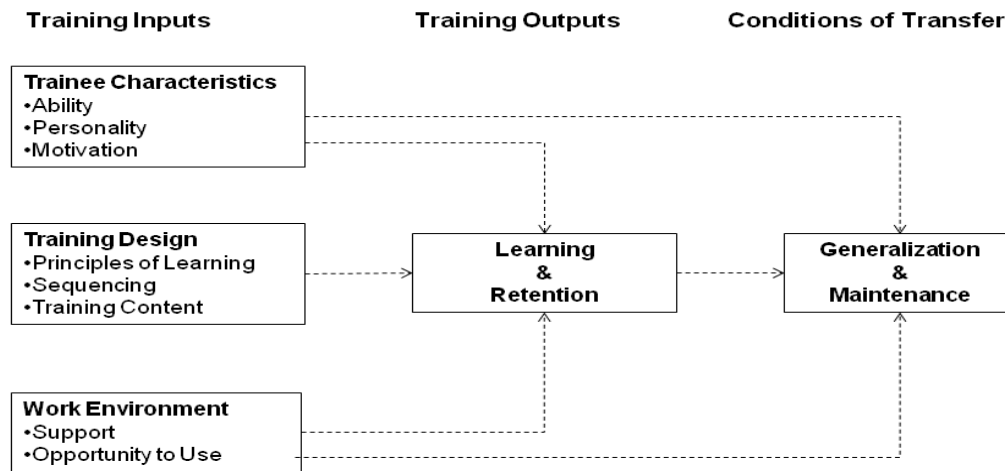 Training Inputs
Training Outputs
Conditions of Transfer
Trainee Characteristics
•Ability
•Personality
•Motivation
Training Design
•Principles of Learning
•Sequencing
•Training Content
Learning
&
Retention
Generalization
&
Maintenance
Work Environment
•Support
•Opportunity to Use